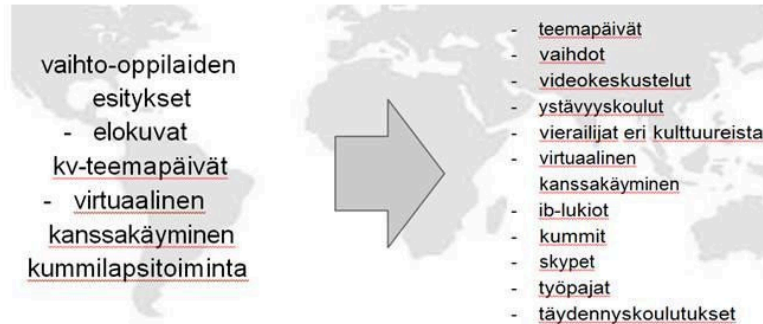 vaihto-oppilaiden
esitykset
- elokuvat
kv-teemapäivät
- virtuaalinen
kanssakäyminen
kummilapsitoiminta
- teemapäivät
- vaihdot
- videokeskustelut
- ystävyyskoulut
- vierailijat eri kulttuureista
- virtuaalinen
kanssakäyminen
- ib-lukiot
- kummit
- skypet
- työpajat
- täydennyskoulutukset